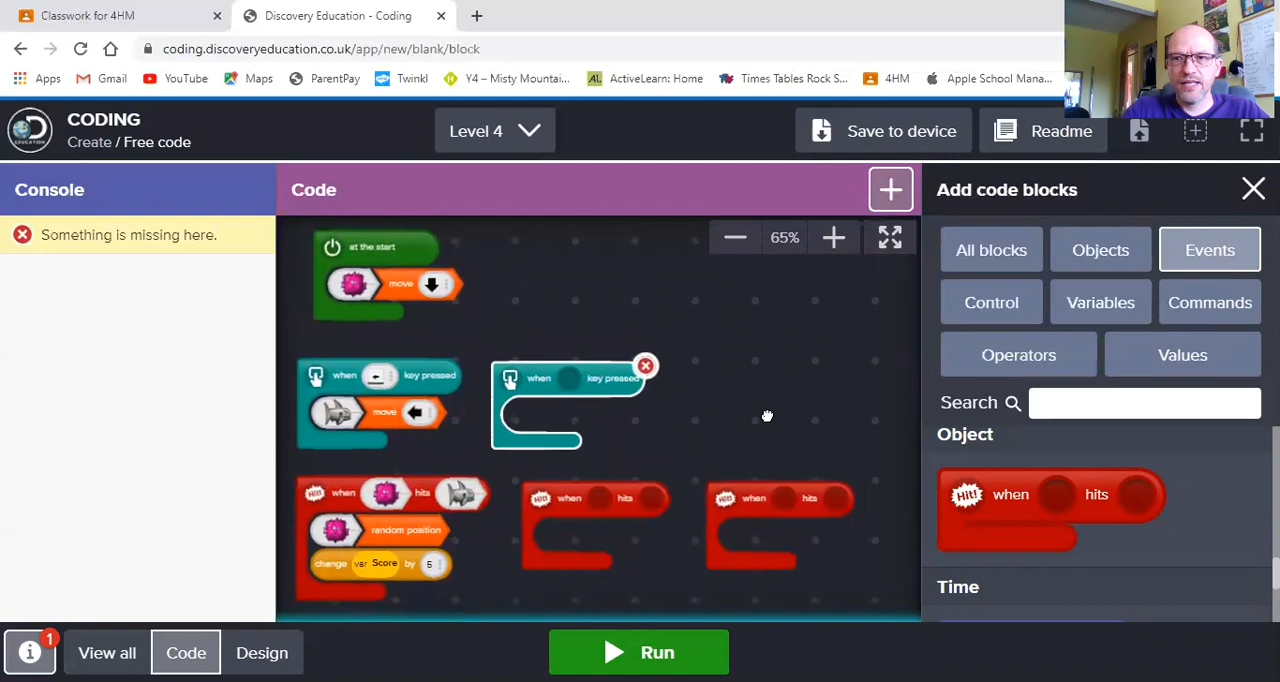 Classwork for 4HM
Discovery Education - Coding
coding.discoveryeducation.co.uk/app/new/blank/block
Apps Gmail YouTube Maps ParentPay Twinkl Y4 – Misty Mountai... ActiveLearn: Home Times Tables Rock S... 4HM Apple School Mana...
CODING
Create / Free code
Level 4
Save to device
Readme
Console
Code
Add code blocks
Something is missing here.
65%
All blocks Objects Events
Control Variables Commands
Operators Values
Search
Object
when hits
Hit!
Time
at the start
move
when key pressed
move
when key pressed
Hit! when hits
random position
change var Score by 5
Hit! when hits
Hit! when hits
1
View all
Code
Design
Run